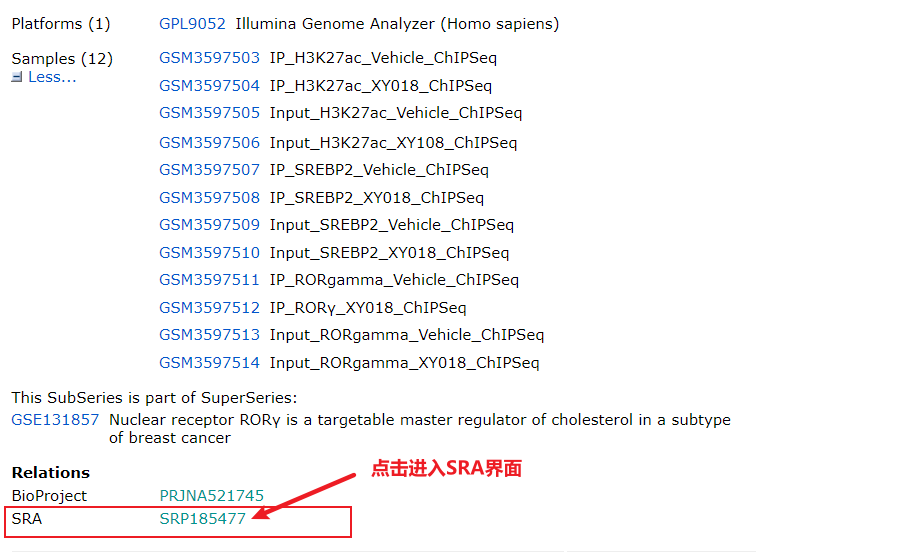 Platforms (1) GPL9052 Illumina Genome Analyzer (Homo sapiens)
Samples (12) GSM3597503 IP_H3K27ac_Vehicle_ChIPSeq
Less... GSM3597504 IP_H3K27ac_XY018_ChIPSeq
GSM3597505 Input_H3K27ac_Vehicle_ChIPSeq
GSM3597506 Input_H3K27ac_XY108_ChIPSeq
GSM3597507 IP_SREBP2_Vehicle_ChIPSeq
GSM3597508 IP_SREBP2_XY018_ChIPSeq
GSM3597509 Input_SREBP2_Vehicle_ChIPSeq
GSM3597510 Input_SREBP2_XY018_ChIPSeq
GSM3597511 IP_RORgamma_Vehicle_ChIPSeq
GSM3597512 IP_RORγ_XY018_ChIPSeq
GSM3597513 Input_RORgamma_Vehicle_ChIPSeq
GSM3597514 Input_RORgamma_XY018_ChIPSeq
This SubSeries is part of SuperSeries:
GSE131857 Nuclear receptor RORγ is a targetable master regulator of cholesterol in a subtype
of breast cancer
Relations
点击进入SRA界面
BioProject PRJNA521745
SRA SRP185477